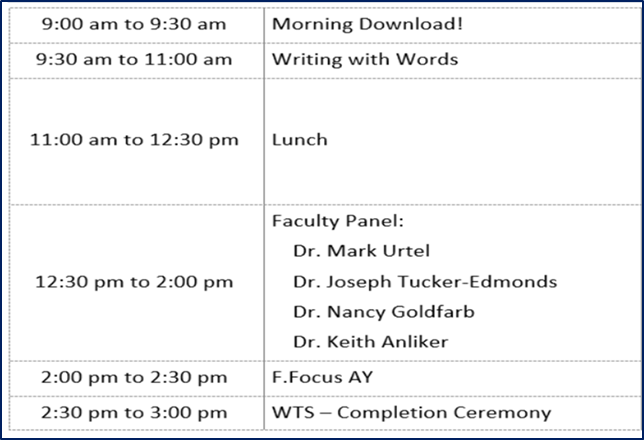 9:00 am to 9:30 am Morning Download!
9:30 am to 11:00 am Writing with Words
11:00 am to 12:30 pm Lunch
Faculty Panel:
Dr. Mark Urtel
12:30 pm to 2:00 pm Dr. Joseph Tucker-Edmonds
Dr. Nancy Goldfarb
Dr. Keith Anliker
2:00 pm to 2:30 pm F.Focus AY
2:30 pm to 3:00 pm WTS – Completion Ceremony